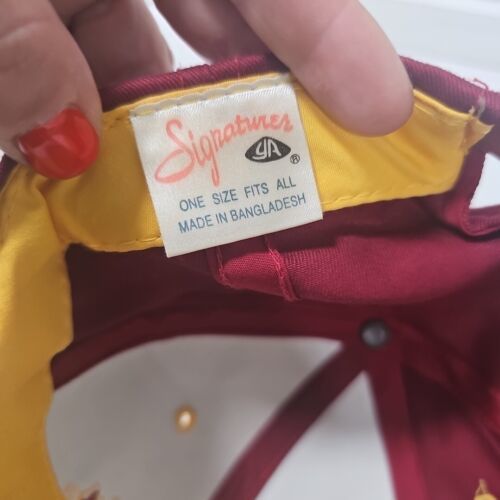 Signatures
YA ®
ONE SIZE FITS ALL
MADE IN BANGLADESH